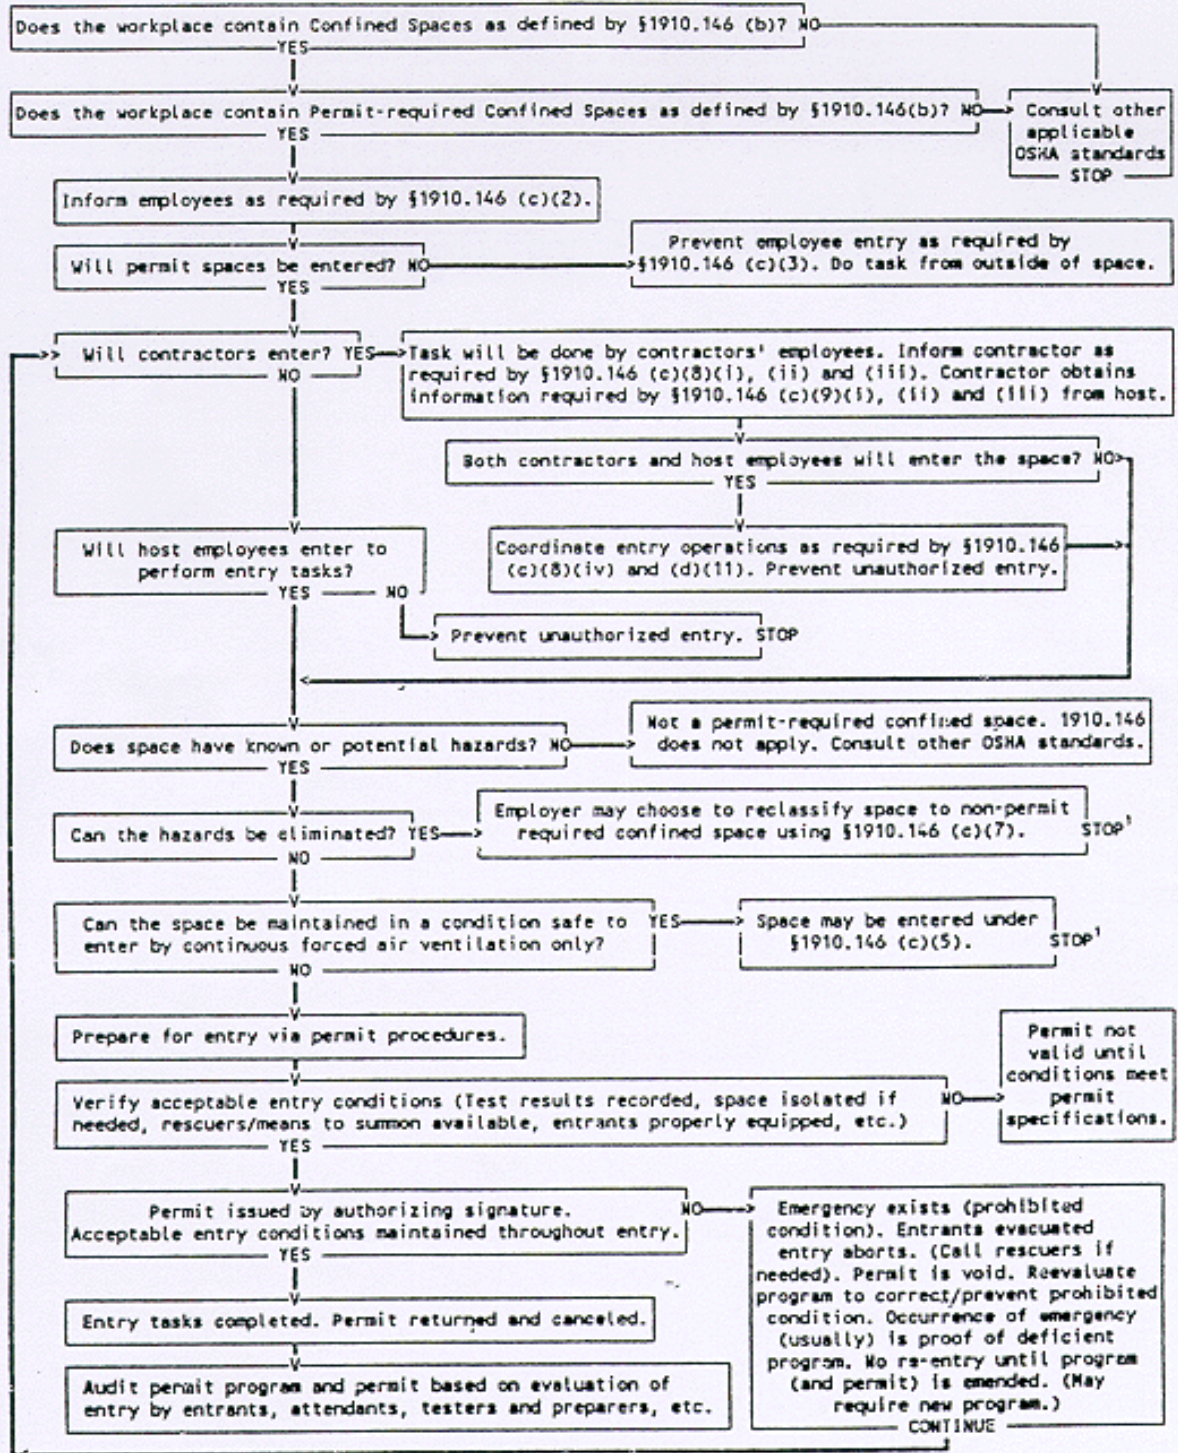 Does the workplace contain Confined Spaces as defined by §1910.146 (b)? NO
YES
Does the workplace contain Permit-required Confined Spaces as defined by §1910.146(b)? NO
YES
Consult other
applicable
OSHA standards
STOP
Inform employees as required by §1910.146 (c)(2).
Will permit spaces be entered? NO
YES
Prevent employee entry as required by
§1910.146 (c)(3). Do task from outside of space.
Will contractors enter? YES
NO
Task will be done by contractors' employees. Inform contractor as
required by §1910.146 (c)(8)(i), (ii) and (iii). Contractor obtains
information required by §1910.146 (c)(9)(i), (ii) and (iii) from host.
Both contractors and host employees will enter the space? NO
YES
Will host employees enter to
perform entry tasks?
YES NO
Coordinate entry operations as required by §1910.146
(c)(8)(iv) and (d)(11). Prevent unauthorized entry.
Prevent unauthorized entry. STOP
Does space have known or potential hazards? NO
YES
Not a permit-required confined space. 1910.146
does not apply. Consult other OSHA standards.
Can the hazards be eliminated? YES
NO
Employer may choose to reclassify space to non-permit
required confined space using §1910.146 (c)(7). STOP¹
Can the space be maintained in a condition safe to YES
enter by continuous forced air ventilation only?
NO
Space may be entered under
§1910.146 (c)(5). STOP¹
Prepare for entry via permit procedures.
Verify acceptable entry conditions (Test results recorded, space isolated if NO
needed, rescuers/means to summon available, entrants properly equipped, etc.)
YES
Permit not
valid until
conditions meet
permit
specifications.
Permit issued by authorizing signature. NO
Acceptable entry conditions maintained throughout entry.
YES
Emergency exists (prohibited
condition). Entrants evacuated
entry aborts. (Call rescuers if
needed). Permit is void. Reevaluate
program to correct/prevent prohibited
condition. Occurrence of emergency
(usually) is proof of deficient
program. No re-entry until program
(and permit) is emended. (May
require new program.)
CONTINUE
Entry tasks completed. Permit returned and canceled.
Audit permit program and permit based on evaluation of
entry by entrants, attendants, testers and preparers, etc.